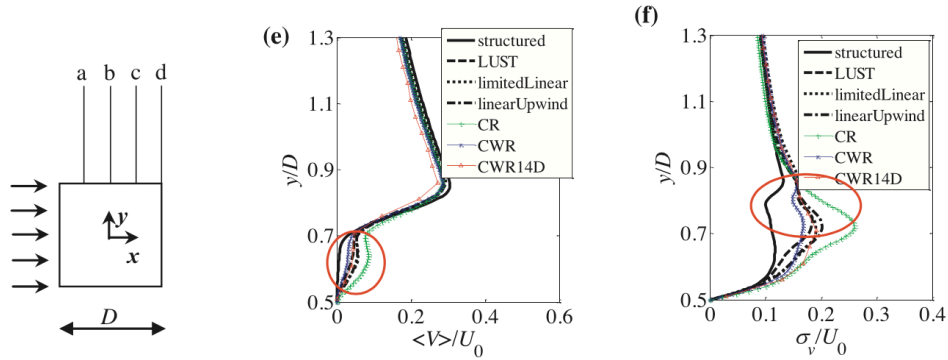 a b c d
y
x
D
(e)
1.3
1.1
0.9
0.7
0.5
y/D
structured
LUST
limitedLinear
linearUpwind
CR
CWR
CWR14D
0 0.2 0.4 0.6
<V>/U0
(f)
1.3
1.1
0.9
0.7
0.5
y/D
structured
LUST
limitedLinear
linearUpwind
CR
CWR
CWR14D
0 0.1 0.2 0.3 0.4
σv/U0